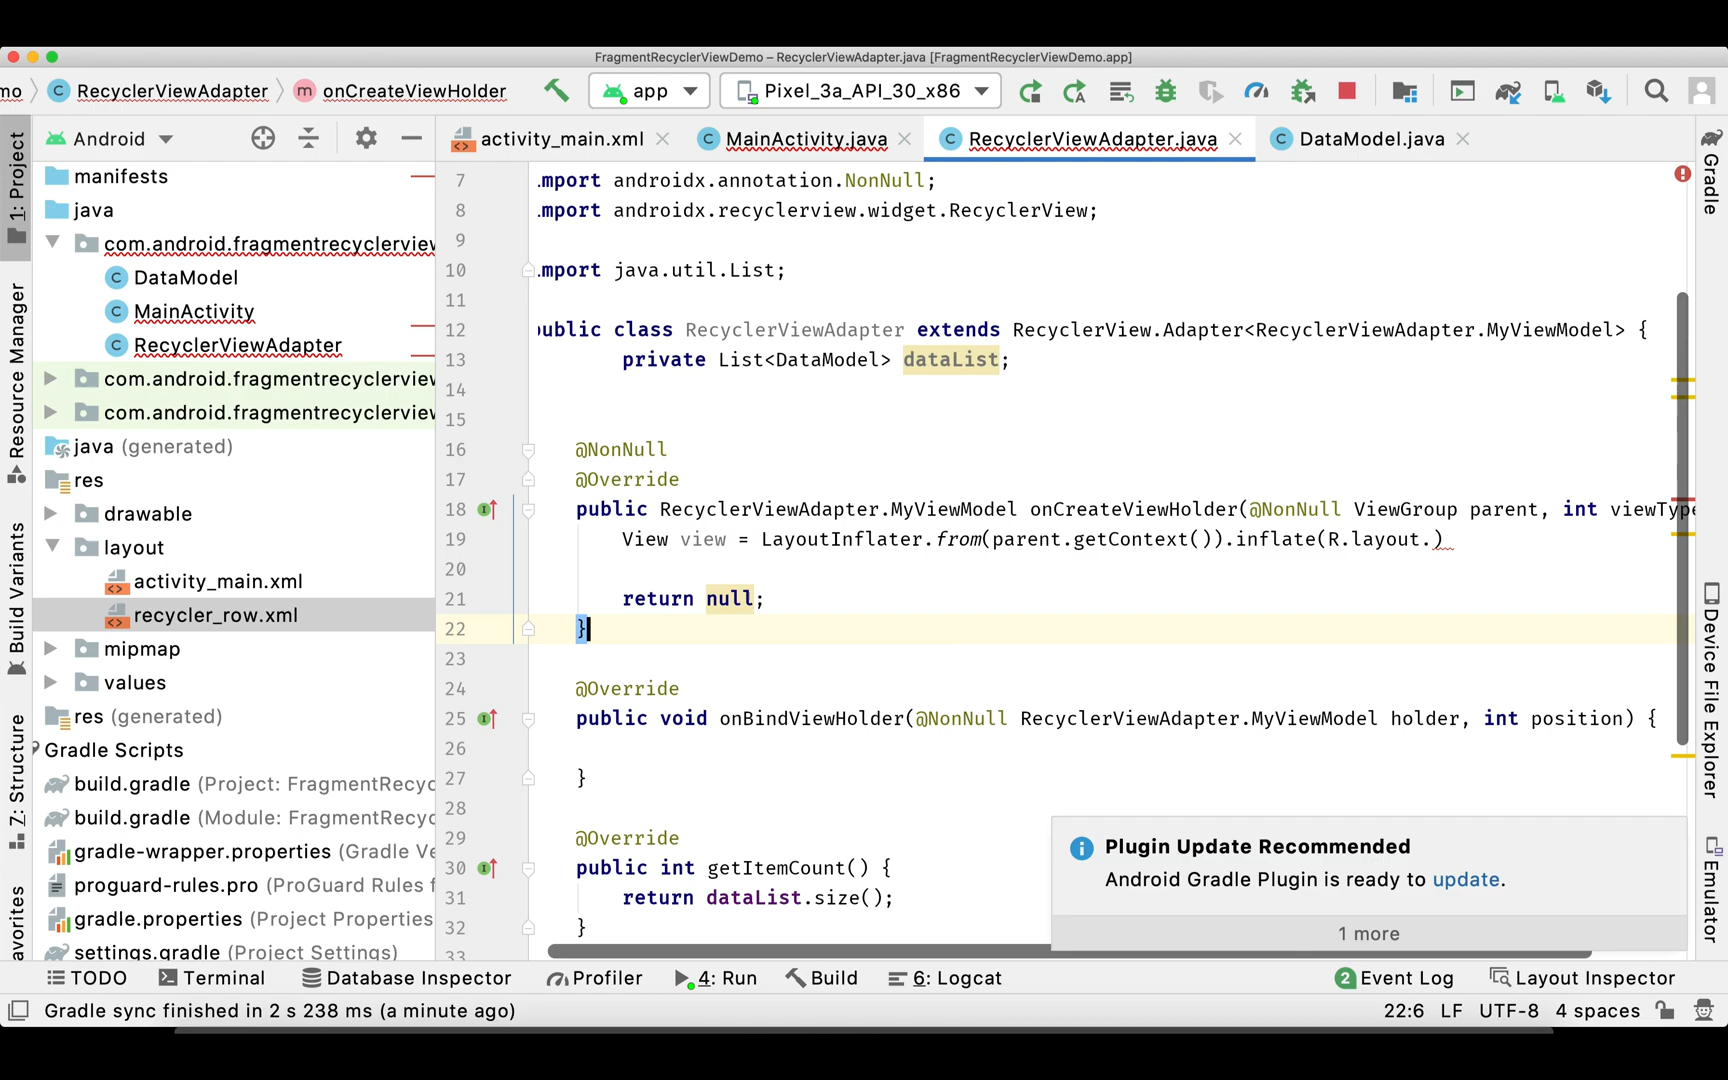 FragmentRecyclerViewDemo – RecyclerViewAdapter.java [FragmentRecyclerViewDemo.app]
mo RecyclerViewAdapter m onCreateViewHolder app Pixel_3a_API_30_x86
Android
activity_main.xml C MainActivity.java C RecyclerViewAdapter.java C DataModel.java
1: Project
Resource Manager
Build Variants
7: Structure
avorites
manifests
java
com.android.fragmentrecyclerview
C DataModel
C MainActivity
C RecyclerViewAdapter
com.android.fragmentrecyclerview
com.android.fragmentrecyclerview
java (generated)
res
drawable
layout
activity_main.xml
recycler_row.xml
mipmap
values
res (generated)
Gradle Scripts
build.gradle (Project: FragmentRecyc
build.gradle (Module: FragmentRecyc
gradle-wrapper.properties (Gradle Ve
proguard-rules.pro (ProGuard Rules f
gradle.properties (Project Properties
settings.gradle (Project Settings)
7 .mport androidx.annotation.NonNull;
8 .mport androidx.recyclerview.widget.RecyclerView;
9
10 .mport java.util.List;
11
12 public class RecyclerViewAdapter extends RecyclerView.Adapter<RecyclerViewAdapter.MyViewModel> {
13 private List<DataModel> dataList;
14
15
16 @NonNull
17 @Override
18 public RecyclerViewAdapter.MyViewModel onCreateViewHolder(@NonNull ViewGroup parent, int viewType
19 View view = LayoutInflater.from(parent.getContext()).inflate(R.layout.)
20
21 return null;
22 }
23
24 @Override
25 public void onBindViewHolder(@NonNull RecyclerViewAdapter.MyViewModel holder, int position) {
26
27 }
28
29 @Override
30 public int getItemCount() {
31 return dataList.size();
32 }
33
Plugin Update Recommended
Android Gradle Plugin is ready to update.
1 more
Gradle
Device File Explorer
Emulator
TODO Terminal Database Inspector Profiler 4: Run Build 6: Logcat 2 Event Log Layout Inspector
Gradle sync finished in 2 s 238 ms (a minute ago) 22:6 LF UTF-8 4 spaces